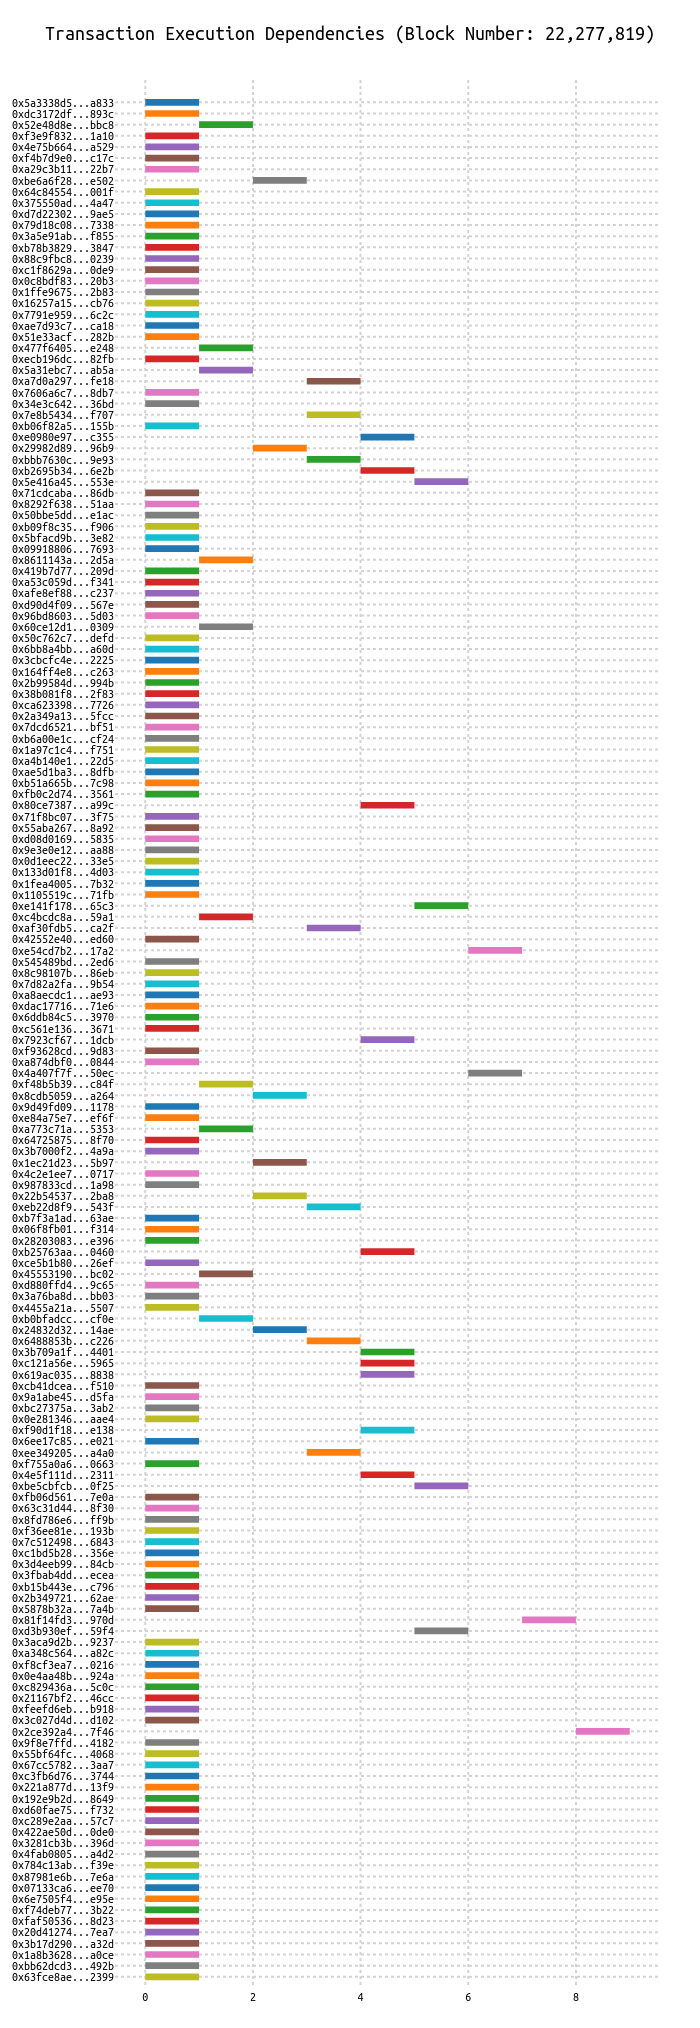 Transaction Execution Dependencies (Block Number: 22,277,819)
0x5a3338d5...a833
0xdc3172df...893c
0x52e48d8e...bbc8
0xf3e9f832...1a10
0x4e75b664...a529
0xf4b7d9e0...c17c
0xa29c3b11...22b7
0xbe6a6f28...e502
0x64c84554...001f
0x375550ad...4a47
0xd7d22302...9ae5
0x79d18c08...7338
0x3a5e91ab...f855
0xb78b3829...3847
0x88c9fbc8...0239
0xc1f8629a...0de9
0x0c8bdf83...20b3
0x1ffe9675...2b83
0x16257a15...cb76
0x7791e959...6c2c
0xae7d93c7...ca18
0x51e33acf...282b
0x477f6405...e248
0xecb196dc...82fb
0x5a31ebc7...ab5a
0xa7d0a297...fe18
0x7606a6c7...8db7
0x34e3c642...36bd
0x7e8b5434...f707
0xb06f82a5...155b
0xe0980e97...c355
0x29982d89...96b9
0xbbb7630c...9e93
0xb2695b34...6e2b
0x5e416a45...553e
0x71cdcaba...86db
0x8292f638...51aa
0x50bbe5dd...e1ac
0xb09f8c35...f906
0x5bfacd9b...3e82
0x09918806...7693
0x8611143a...2d5a
0x419b7d77...209d
0xa53c059d...f341
0xafe8ef88...c237
0xd90d4f09...567e
0x96bd8603...5d03
0x60ce12d1...0309
0x50c762c7...defd
0x6bb8a4bb...a60d
0x3cbcfc4e...2225
0x164ff4e8...c263
0x2b99584d...994b
0x38b081f8...2f83
0xca623398...7726
0x2a349a13...5fcc
0x7dcd6521...bf51
0xb6a00e1c...cf24
0x1a97c1c4...f751
0xa4b140e1...22d5
0xae5d1ba3...8dfb
0xb51a665b...7c98
0xfb0c2d74...3561
0x80ce7387...a99c
0x71f8bc07...3f75
0x55aba267...8a92
0xd08d0169...5835
0x9e3e0e12...aa88
0x0d1eec22...33e5
0x133d01f8...4d03
0x1fea4005...7b32
0x1105519c...71fb
0xe141f178...65c3
0xc4bcdc8a...59a1
0xaf30fdb5...ca2f
0x42552e40...ed60
0xe54cd7b2...17a2
0x545489bd...2ed6
0x8c98107b...86eb
0x7d82a2fa...9b54
0xa8aecdc1...ae93
0xdac17716...71e6
0x6ddb84c5...3970
0xc561e136...3671
0x7923cf67...1dcb
0xf93628cd...9d83
0xa874dbf0...0844
0x4a407f7f...50ec
0xf48b5b39...c84f
0x8cdb5059...a264
0x9d49fd09...1178
0xe84a75e7...ef6f
0xa773c71a...5353
0x64725875...8f70
0x3b7000f2...4a9a
0x1ec21d23...5b97
0x4c2e1ee7...0717
0x987833cd...1a98
0x22b54537...2ba8
0xeb22d8f9...543f
0xb7f3a1ad...63ae
0x06f8fb01...f314
0x28203083...e396
0xb25763aa...0460
0xce5b1b80...26ef
0x45553190...bc02
0xd880ffd4...9c65
0x3a76ba8d...bb03
0x4455a21a...5507
0xb0bfadcc...cf0e
0x24832d32...14ae
0x6488853b...c226
0x3b709a1f...4401
0xc121a56e...5965
0x619ac035...8838
0xcb41dcea...f510
0x9a1abe45...d5fa
0xbc27375a...3ab2
0x0e281346...aae4
0xf90d1f18...e138
0x6ee17c85...e021
0xee349205...a4a0
0xf755a0a6...0663
0x4e5f111d...2311
0xbe5cbfcb...0f25
0xfb06d561...7e0a
0x63c31d44...8f30
0x8fd786e6...ff9b
0xf36ee81e...193b
0x7c512498...6843
0xc1bd5b28...356e
0x3d4eeb99...84cb
0x3fbab4dd...ecea
0xb15b443e...c796
0x2b349721...62ae
0x5878b32a...7a4b
0x81f14fd3...970d
0xd3b930ef...59f4
0x3aca9d2b...9237
0xa348c564...a82c
0xf8cf3ea7...0216
0x0e4aa48b...924a
0xc829436a...5c0c
0x21167bf2...46cc
0xfeefd6eb...b918
0x3c027d4d...d102
0x2ce392a4...7f46
0x9f8e7ffd...4182
0x55bf64fc...4068
0x67cc5782...3aa7
0xc3fb6d76...3744
0x221a877d...13f9
0x192e9b2d...8649
0xd60fae75...f732
0xc289e2aa...57c7
0x422ae50d...0de0
0x3281cb3b...396d
0x4fab0805...a4d2
0x784c13ab...f39e
0x87981e6b...7e6a
0x07133ca6...ee70
0x6e7505f4...e95e
0xf74deb77...3b22
0xfaf50536...8d23
0x20d41274...7ea7
0x3b17d290...a32d
0x1a8b3628...a0ce
0xbb62dcd3...492b
0x63fce8ae...2399
0 2 4 6 8